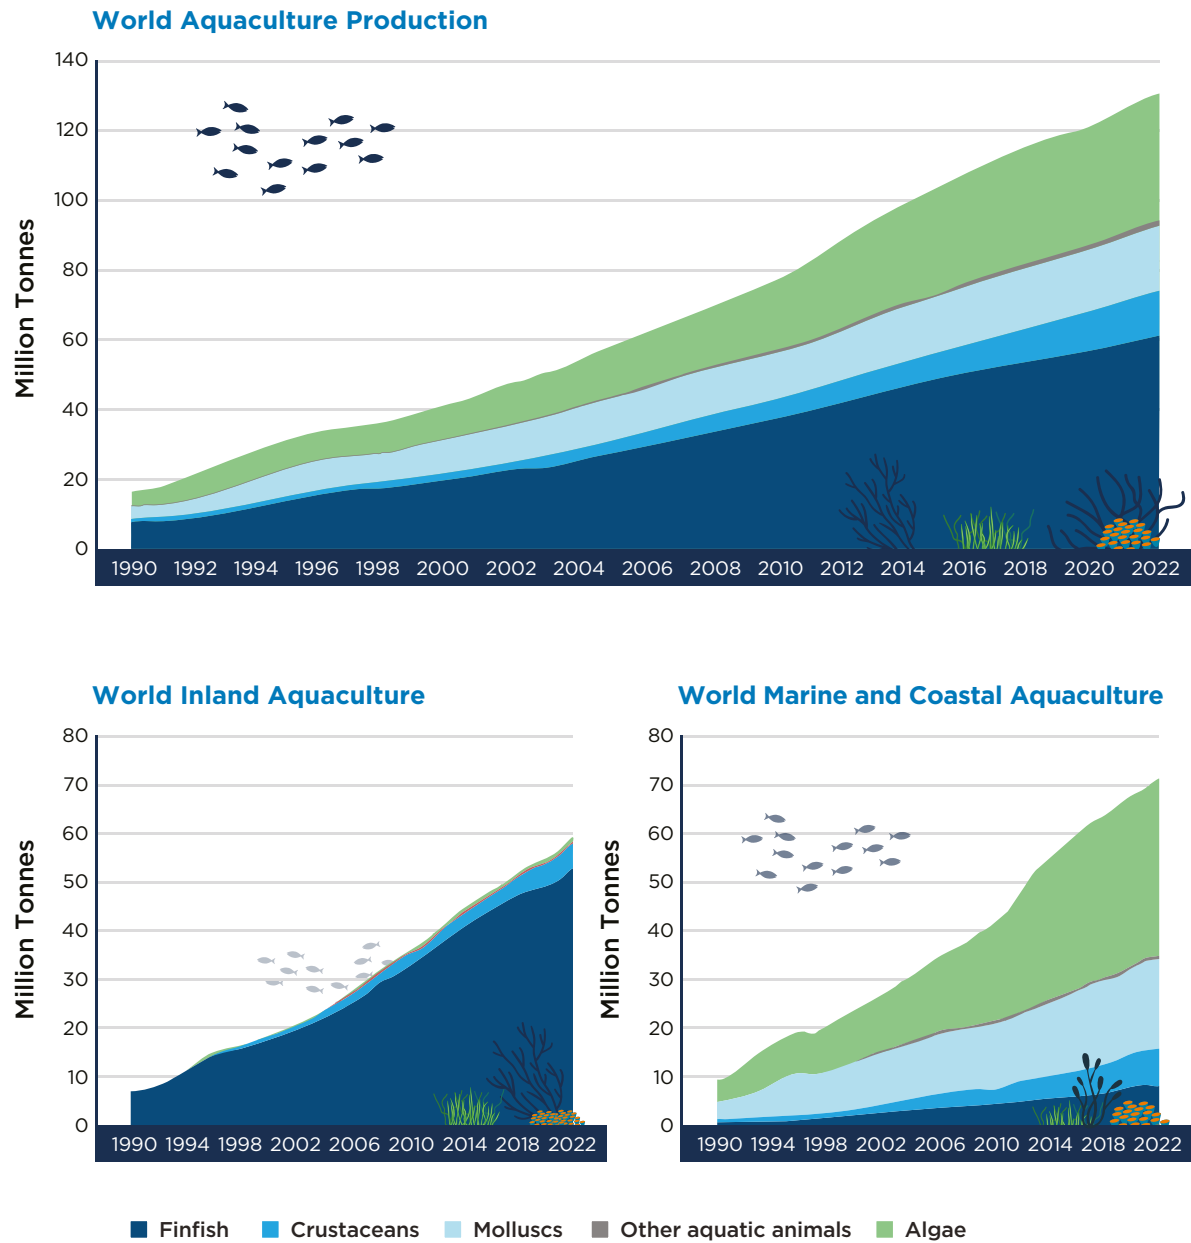 World Aquaculture Production
Million Tonnes
140
120
100
80
60
40
20
0
1990 1992 1994 1996 1998 2000 2002 2004 2006 2008 2010 2012 2014 2016 2018 2020 2022
World Inland Aquaculture
Million Tonnes
80
70
60
50
40
30
20
10
0
1990 1994 1998 2002 2006 2010 2014 2018 2022
World Marine and Coastal Aquaculture
Million Tonnes
80
70
60
50
40
30
20
10
0
1990 1994 1998 2002 2006 2010 2014 2018 2022
Finfish Crustaceans Molluscs Other aquatic animals Algae